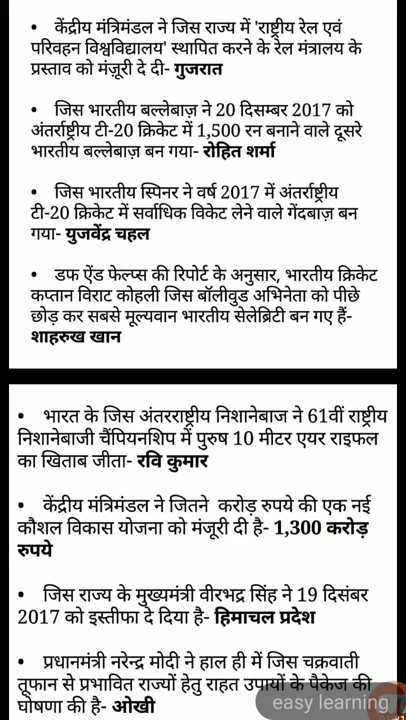 • केंद्रीय मंत्रिमंडल ने जिस राज्य में 'राष्ट्रीय रेल एवं
परिवहन विश्वविद्यालय' स्थापित करने के रेल मंत्रालय के
प्रस्ताव को मंज़ूरी दे दी- गुजरात
• जिस भारतीय बल्लेबाज़ ने 20 दिसम्बर 2017 को
अंतर्राष्ट्रीय टी-20 क्रिकेट में 1,500 रन बनाने वाले दूसरे
भारतीय बल्लेबाज़ बन गया- रोहित शर्मा
• जिस भारतीय स्पिनर ने वर्ष 2017 में अंतर्राष्ट्रीय
टी-20 क्रिकेट में सर्वाधिक विकेट लेने वाले गेंदबाज़ बन
गया- युजवेंद्र चहल
• डफ ऐंड फेल्प्स की रिपोर्ट के अनुसार, भारतीय क्रिकेट
कप्तान विराट कोहली जिस बॉलीवुड अभिनेता को पीछे
छोड़ कर सबसे मूल्यवान भारतीय सेलेब्रिटी बन गए हैं-
शाहरुख खान
• भारत के जिस अंतरराष्ट्रीय निशानेबाज ने 61वीं राष्ट्रीय
निशानेबाजी चैंपियनशिप में पुरुष 10 मीटर एयर राइफल
का खिताब जीता- रवि कुमार
• केंद्रीय मंत्रिमंडल ने जितने करोड़ रुपये की एक नई
कौशल विकास योजना को मंजूरी दी है- 1,300 करोड़
रुपये
• जिस राज्य के मुख्यमंत्री वीरभद्र सिंह ने 19 दिसंबर
2017 को इस्तीफा दे दिया है- हिमाचल प्रदेश
• प्रधानमंत्री नरेन्द्र मोदी ने हाल ही में जिस चक्रवाती
तूफान से प्रभावित राज्यों हेतु राहत उपायों के पैकेज की
घोषणा की है- ओखी
easy learning